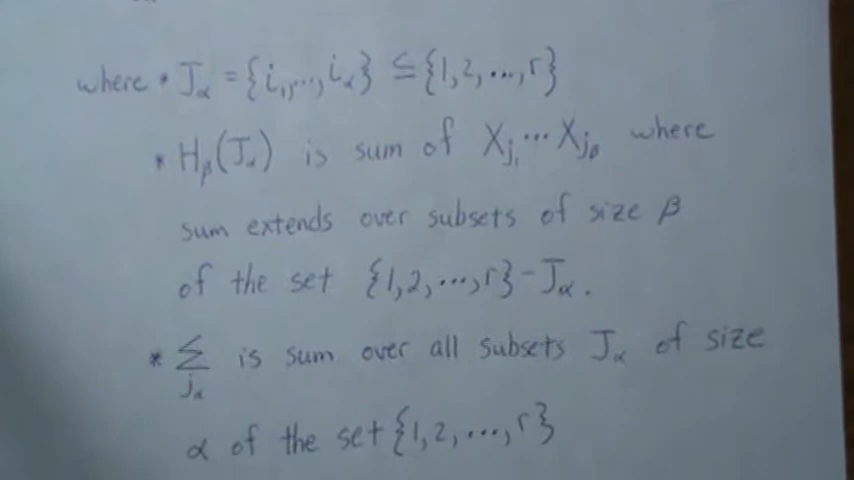 where * J_α = {i_1,...,i_α} ⊆ {1,2,...,r}
* H_β(J_α) is sum of X_{j_1}...X_{j_β} where
sum extends over subsets of size β
of the set {1,2,...,r} - J_α.
* Σ_{J_α} is sum over all subsets J_α of size
α of the set {1,2,...,r}